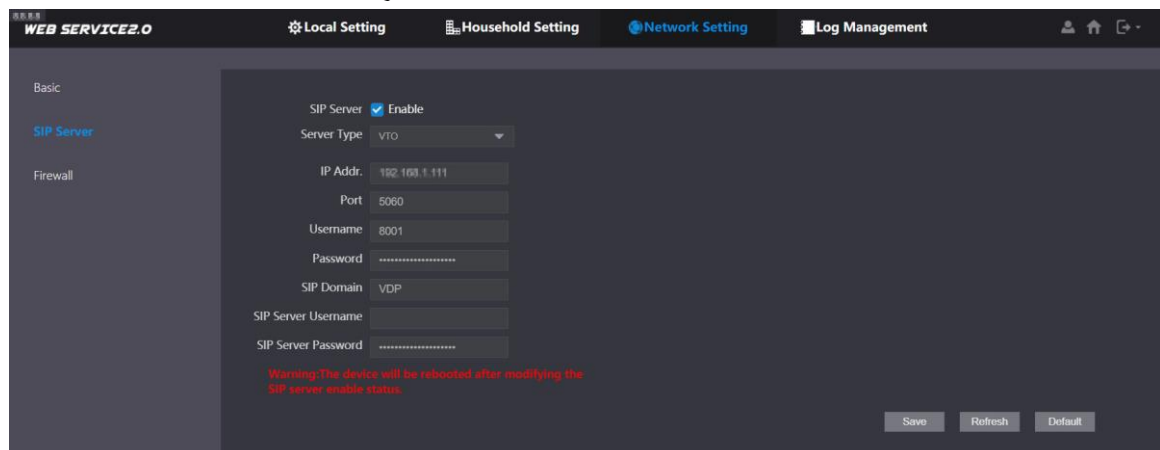 WEB SERVICE2.0
Local Setting Household Setting Network Setting Log Management
Basic
SIP Server
Firewall
SIP Server Enable
Server Type VTO
IP Addr. 192.168.1.111
Port 5060
Username 8001
Password ••••••••••••••••••••
SIP Domain VDP
SIP Server Username
SIP Server Password ••••••••••••••••••••
Warning:The device will be rebooted after modifying the
SIP server enable status.
Save Refresh Default